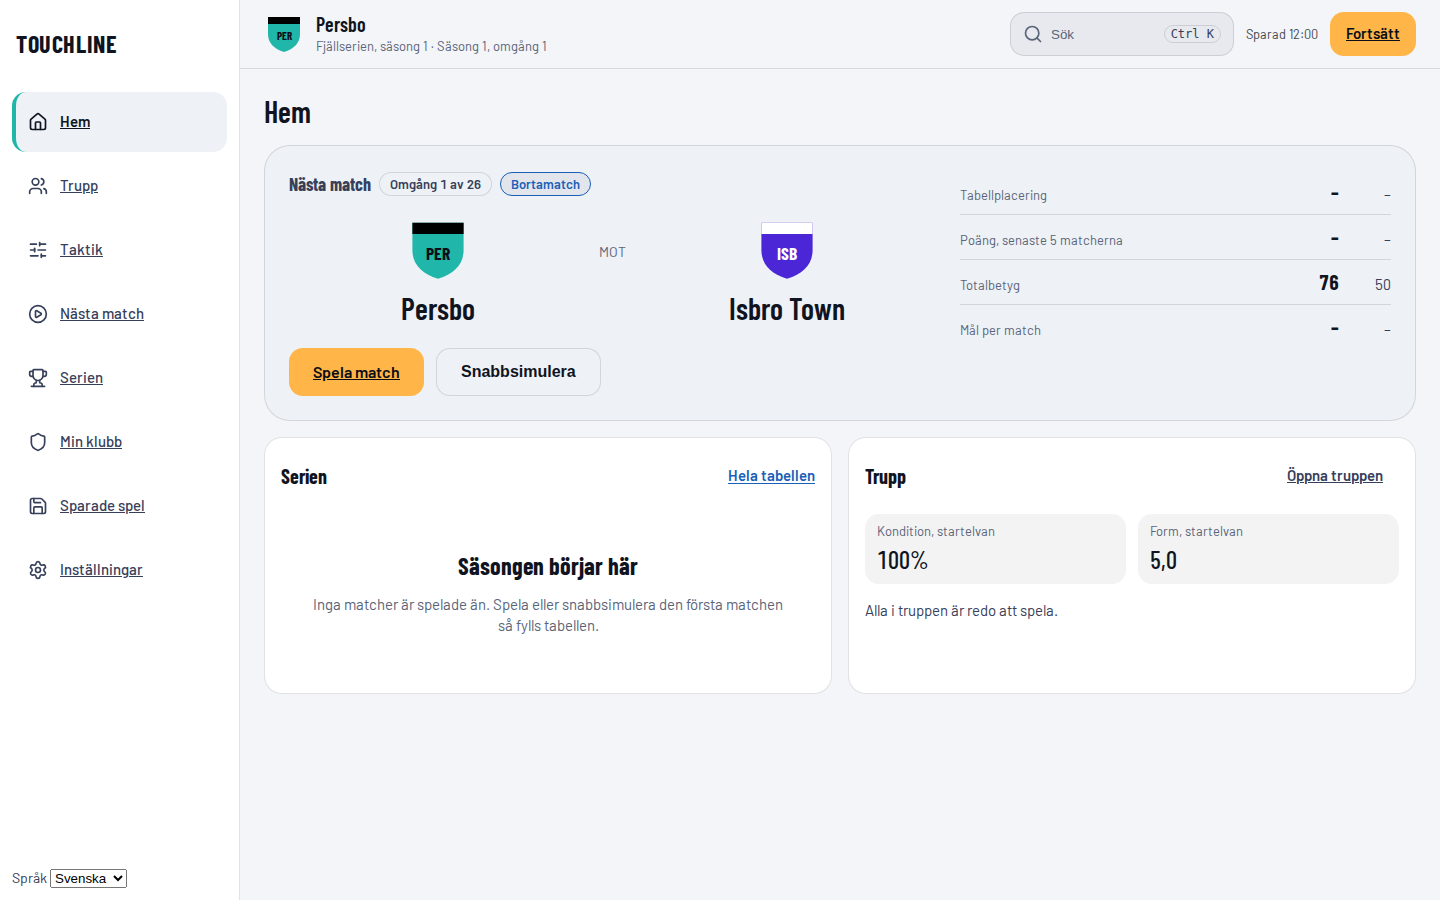 TOUCHLINE
Hem
Trupp
Taktik
Nästa match
Serien
Min klubb
Sparade spel
Inställningar
Språk Svenska
PER
Persbo
Fjällserien, säsong 1 · Säsong 1, omgång 1
Sök Ctrl K
Sparad 12:00
Fortsätt
Hem
Nästa match Omgång 1 av 26 Bortamatch
PER MOT ISB
Persbo Isbro Town
Spela match Snabbsimulera
Tabellplacering - –
Poäng, senaste 5 matcherna - –
Totalbetyg 76 50
Mål per match - –
Serien Hela tabellen
Säsongen börjar här
Inga matcher är spelade än. Spela eller snabbsimulera den första matchen
så fylls tabellen.
Trupp Öppna truppen
Kondition, startelvan
100%
Form, startelvan
5,0
Alla i truppen är redo att spela.